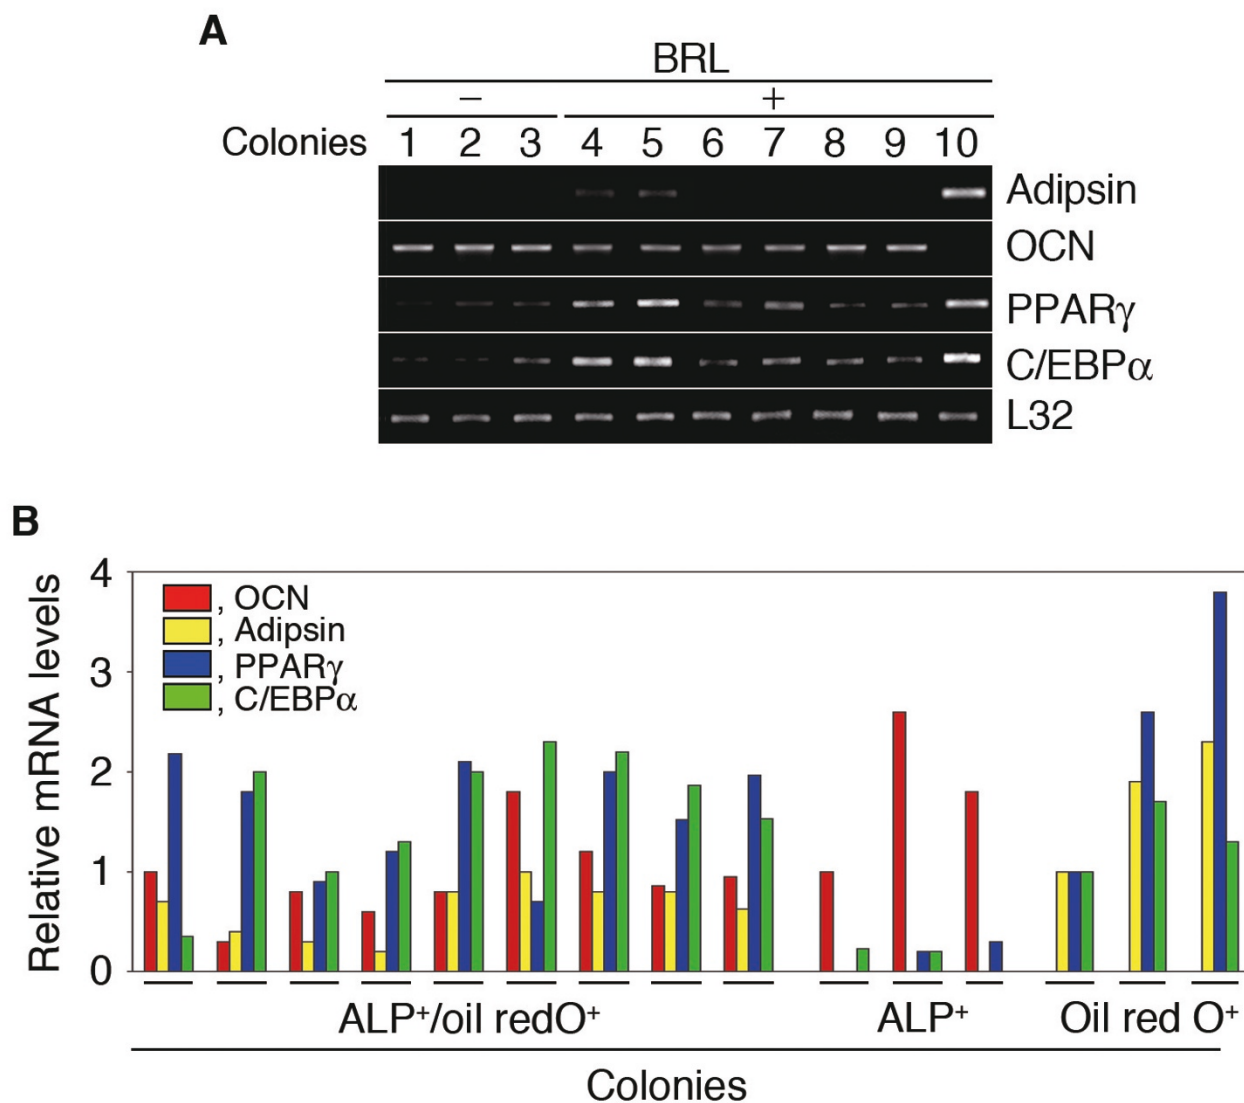 A
BRL
− +
Colonies 1 2 3 4 5 6 7 8 9 10
Adipsin
OCN
PPARγ
C/EBPα
L32
B
Relative mRNA levels
4
3
2
1
0
, OCN
, Adipsin
, PPARγ
, C/EBPα
ALP⁺/oil redO⁺ ALP⁺ Oil red O⁺
Colonies